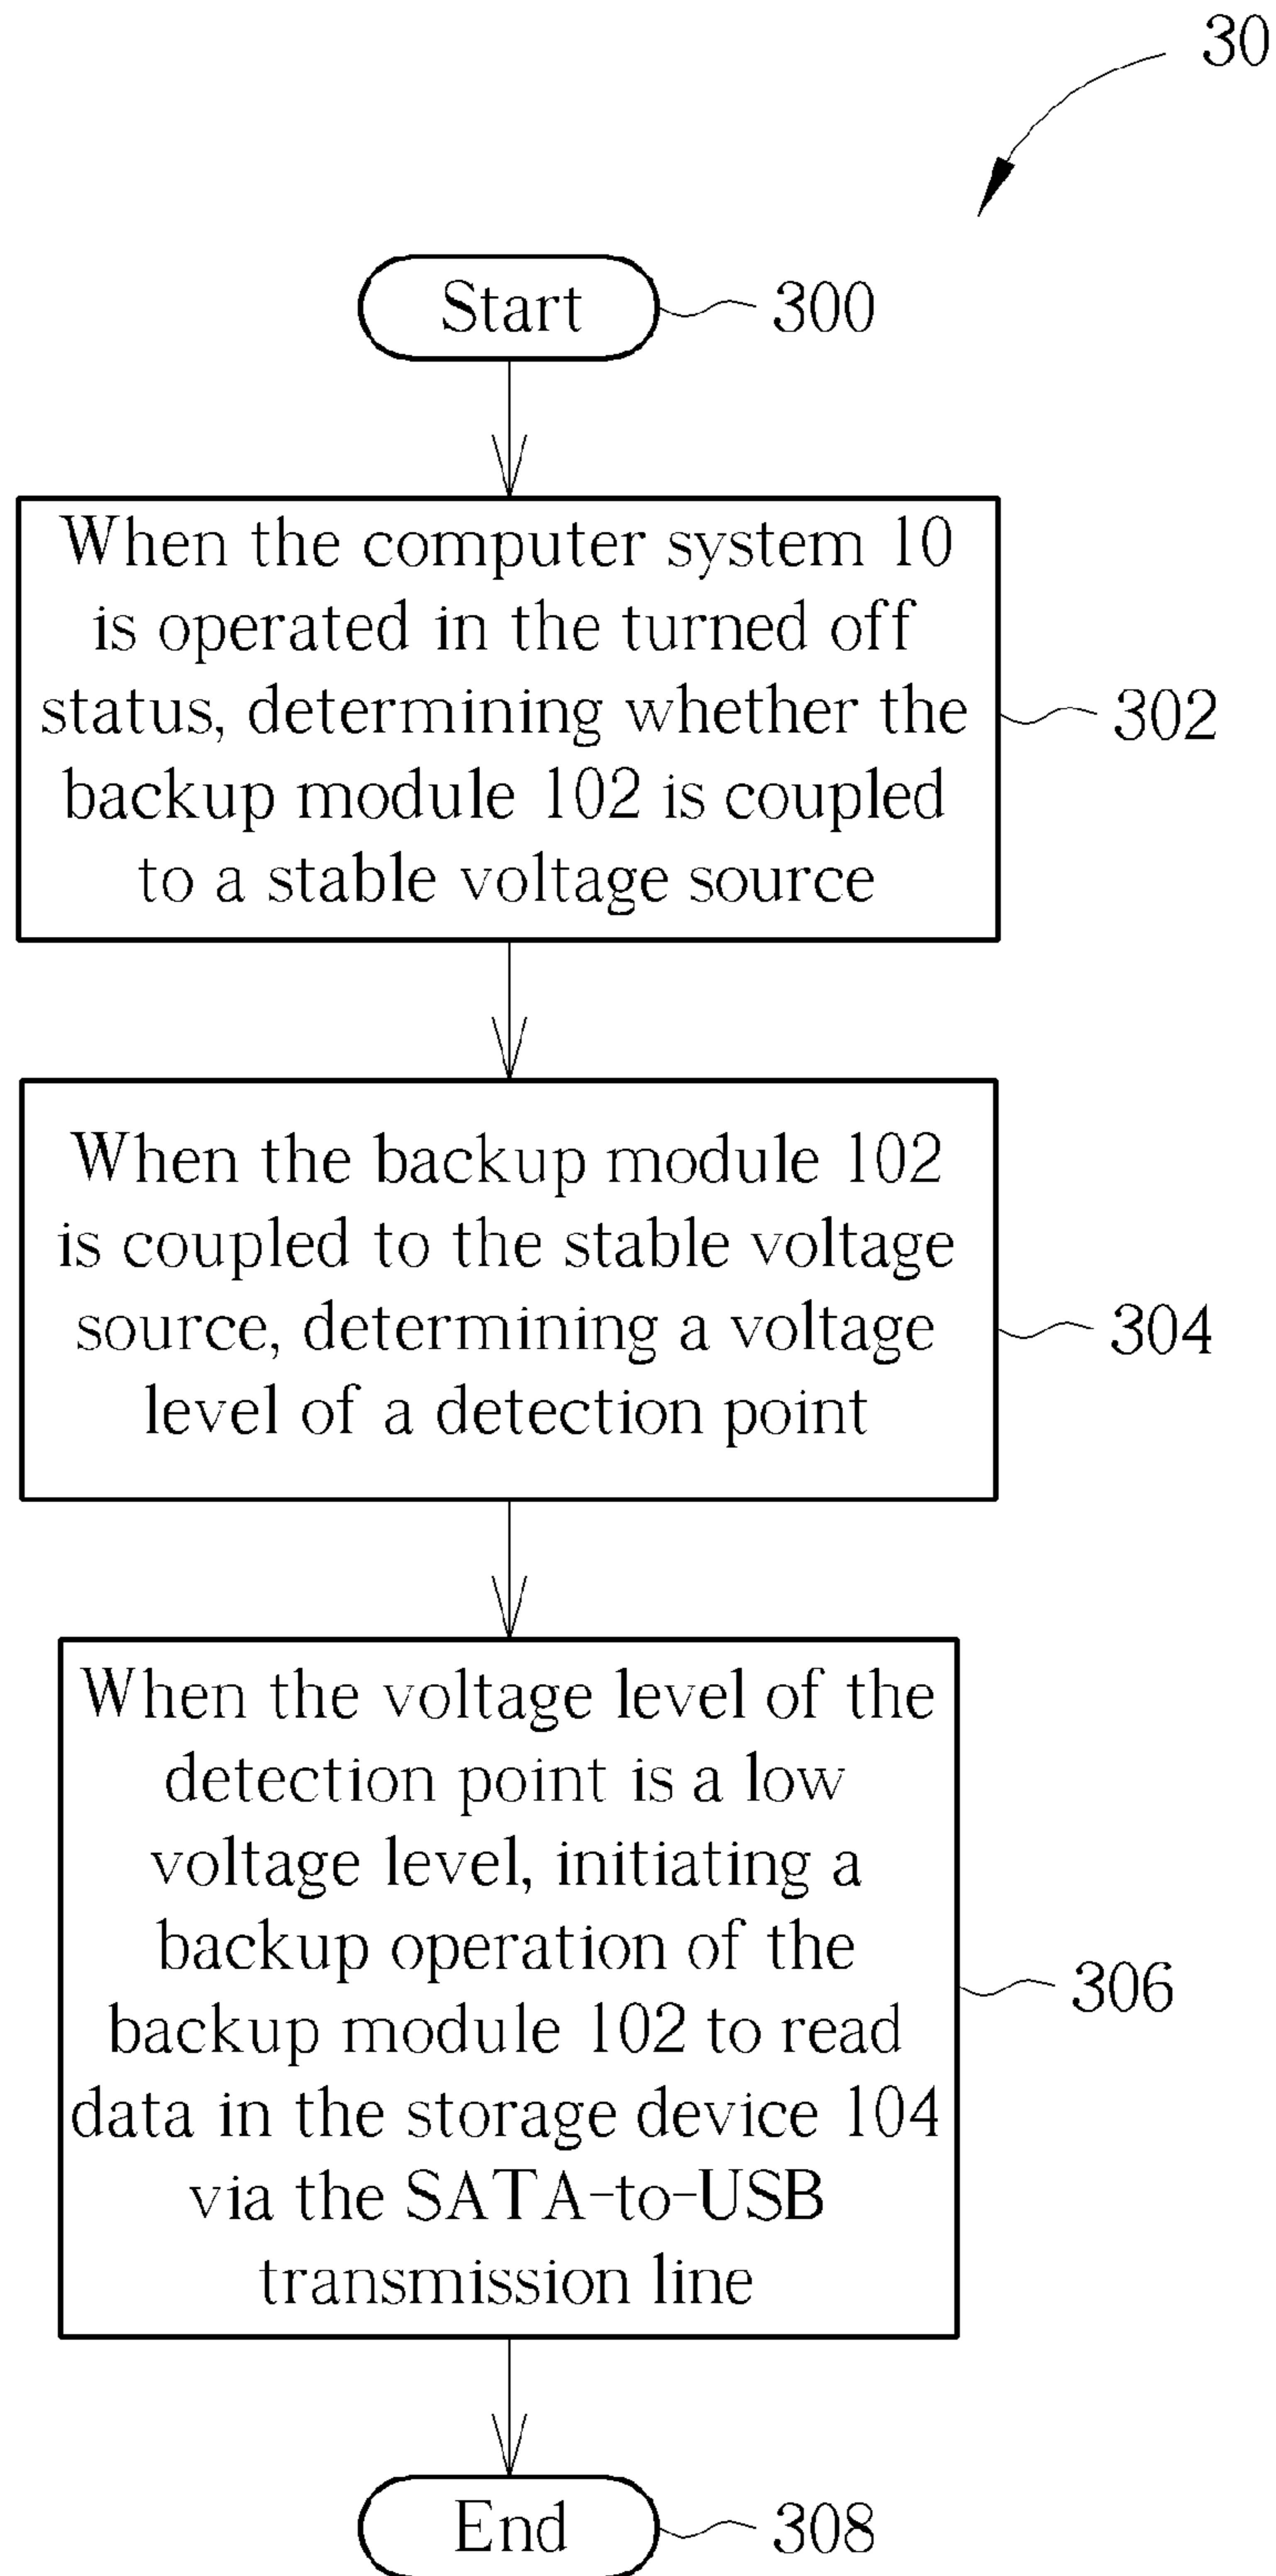 30
Start
300
When the computer system 10
is operated in the turned off
status, determining whether the
backup module 102 is coupled
to a stable voltage source
302
When the backup module 102
is coupled to the stable voltage
source, determining a voltage
level of a detection point
304
When the voltage level of the
detection point is a low
voltage level, initiating a
backup operation of the
backup module 102 to read
data in the storage device 104
via the SATA-to-USB
transmission line
306
End
308